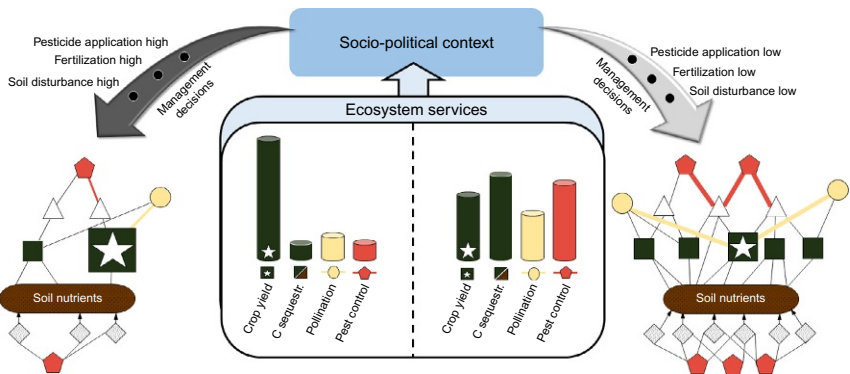 Socio-political context
Pesticide application high
Fertilization high
Soil disturbance high
Management
decisions
Pesticide application low
Fertilization low
Soil disturbance low
Management
decisions
Ecosystem services
Crop yield
C sequestr.
Pollination
Pest control
Crop yield
C sequestr.
Pollination
Pest control
Soil nutrients
Soil nutrients